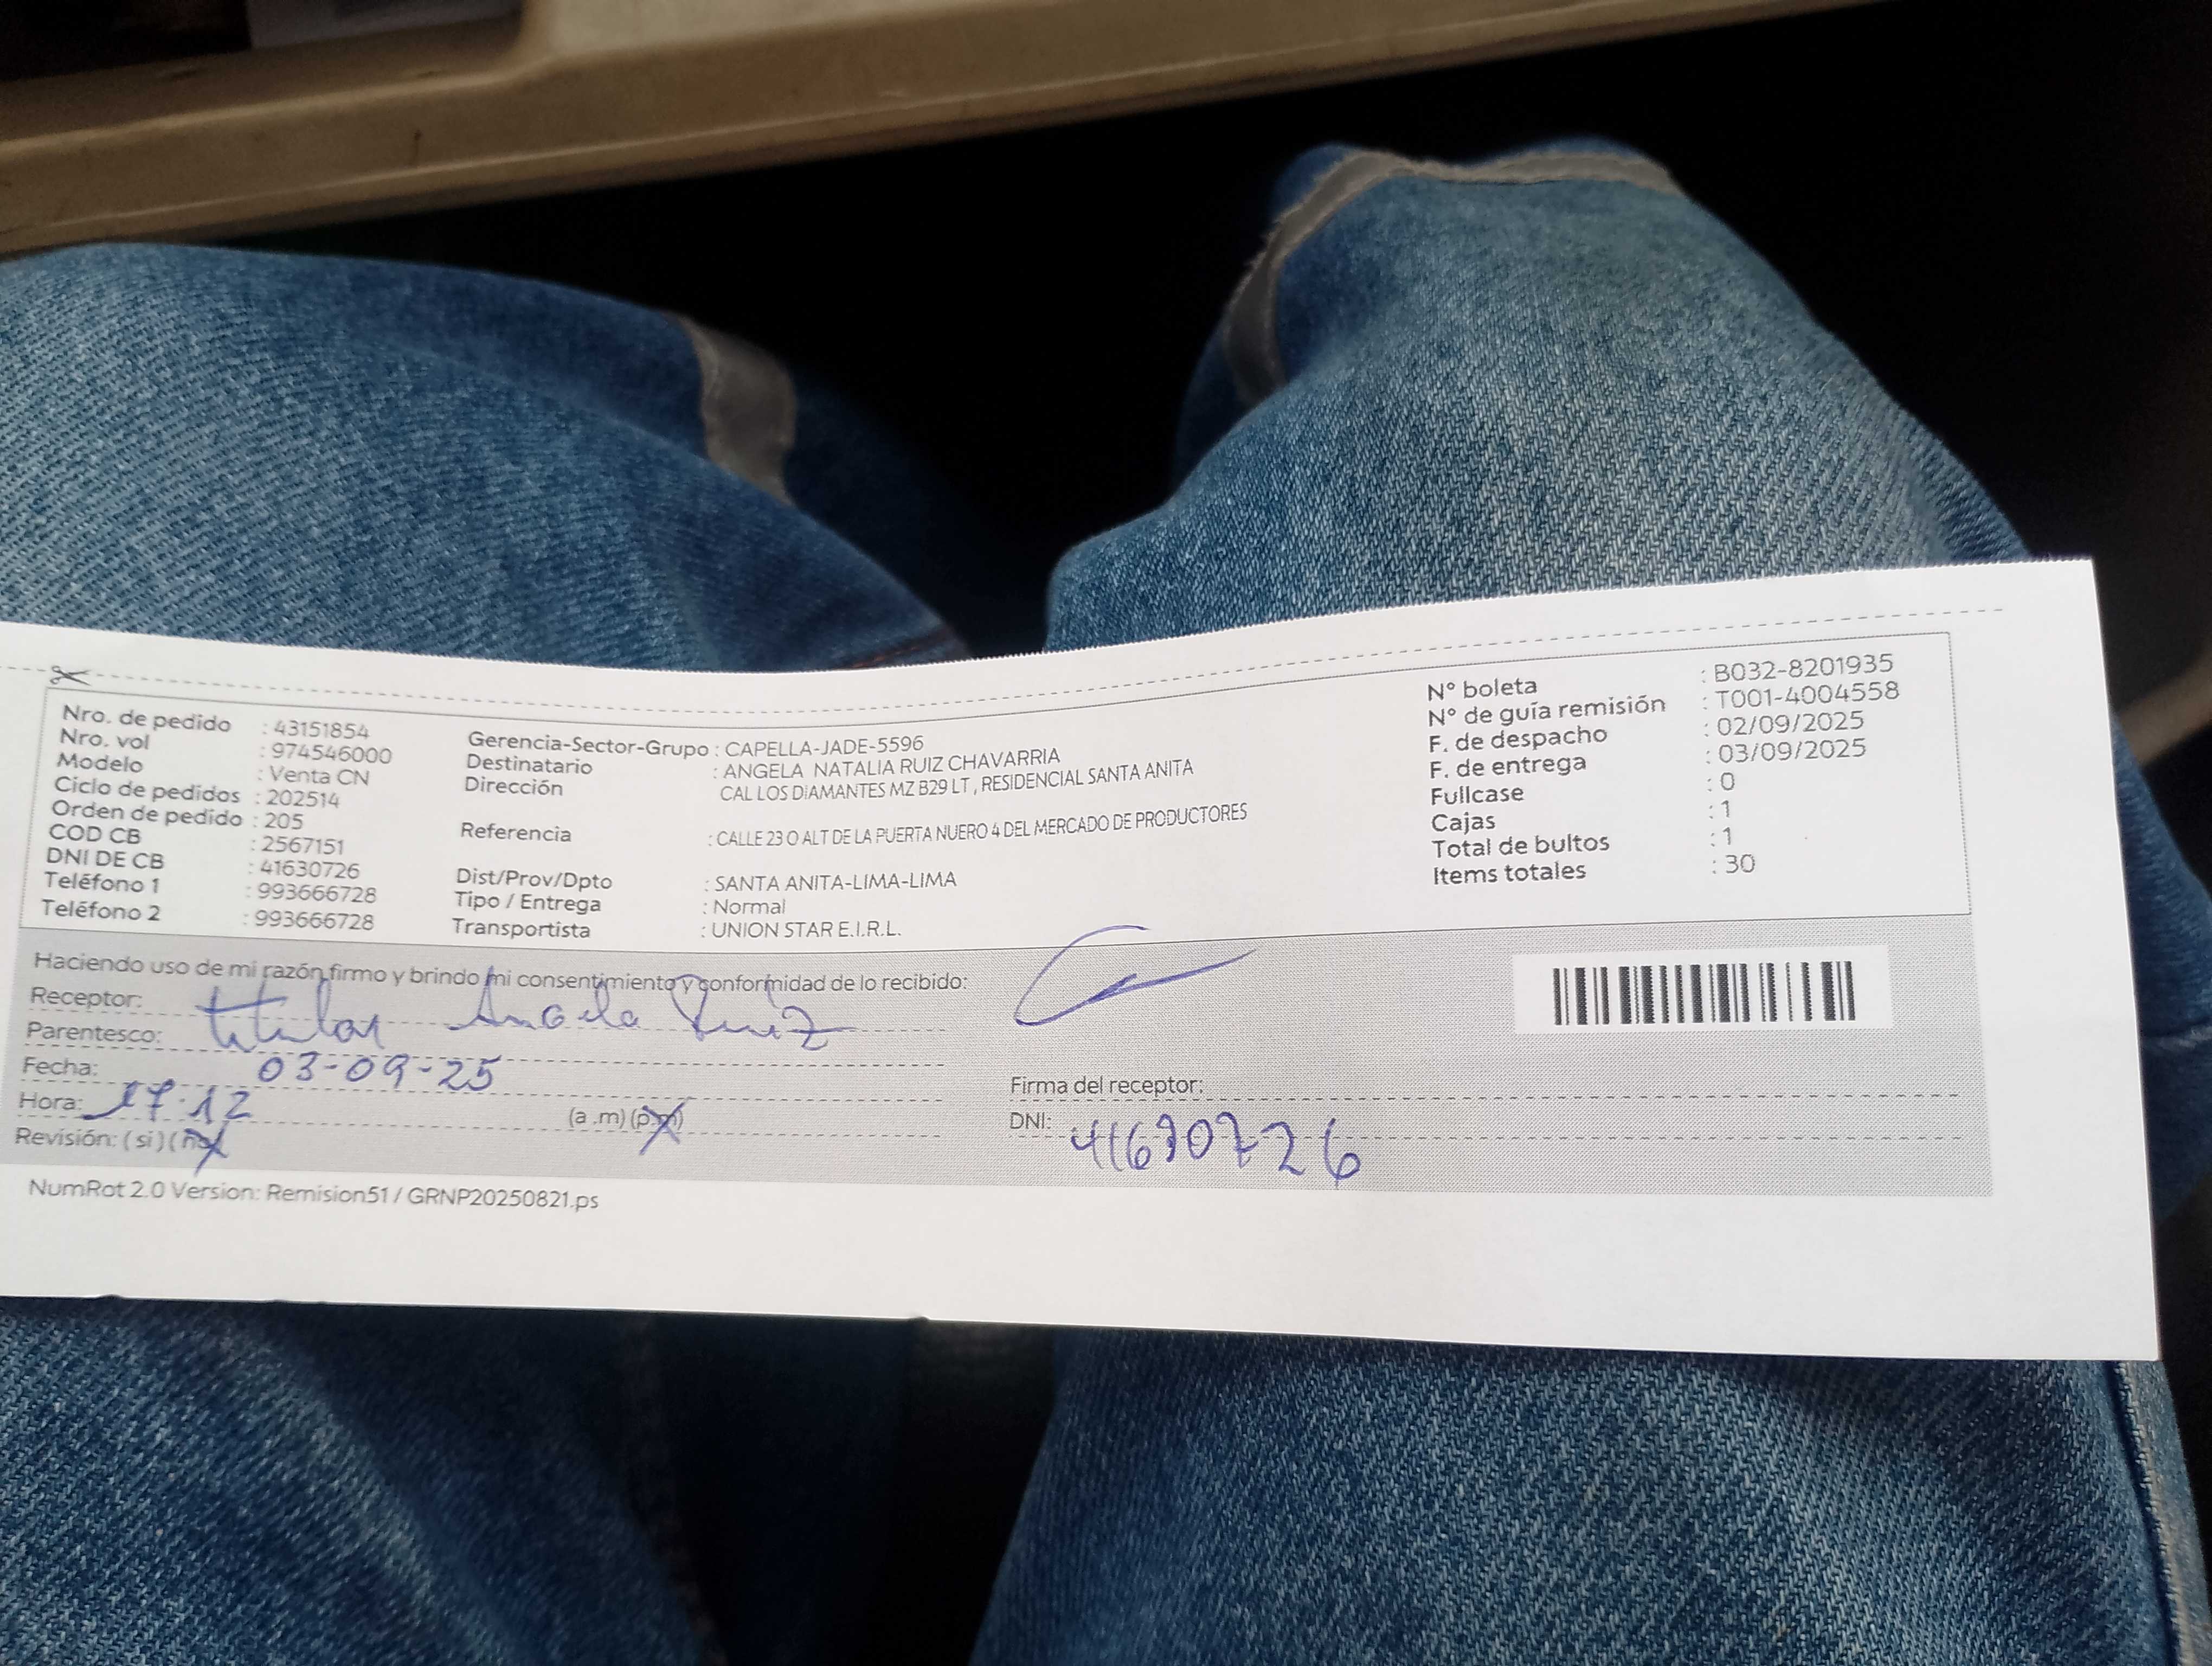 Nro. de pedido : 43151854
Nro. vol : 974546000
Modelo : Venta CN
Ciclo de pedidos : 202514
Orden de pedido : 205
COD CB : 2567151
DNI DE CB : 41630726
Teléfono 1 : 993666728
Teléfono 2 : 993666728
Gerencia-Sector-Grupo : CAPELLA-JADE-5596
Destinatario : ANGELA NATALIA RUIZ CHAVARRIA
Dirección CAL LOS DIAMANTES MZ B29 LT , RESIDENCIAL SANTA ANITA
Referencia : CALLE 23 O ALT DE LA PUERTA NUERO 4 DEL MERCADO DE PRODUCTORES
Dist/Prov/Dpto : SANTA ANITA-LIMA-LIMA
Tipo / Entrega : Normal
Transportista : UNION STAR E.I.R.L.
N° boleta : B032-8201935
N° de guía remisión : T001-4004558
F. de despacho : 02/09/2025
F. de entrega : 03/09/2025
Fullcase : 0
Cajas : 1
Total de bultos : 1
Items totales : 30
Haciendo uso de mi razón firmo y brindo mi consentimiento y conformidad de lo recibido:
Receptor: titular Angela Ruiz
Parentesco:
Fecha: 03-09-25
Hora: 17:12 (a .m) (p.m)
Revisión: ( si ) ( no )
Firma del receptor:
DNI: 41630726
NumRot 2.0 Version: Remision51 / GRNP20250821.ps